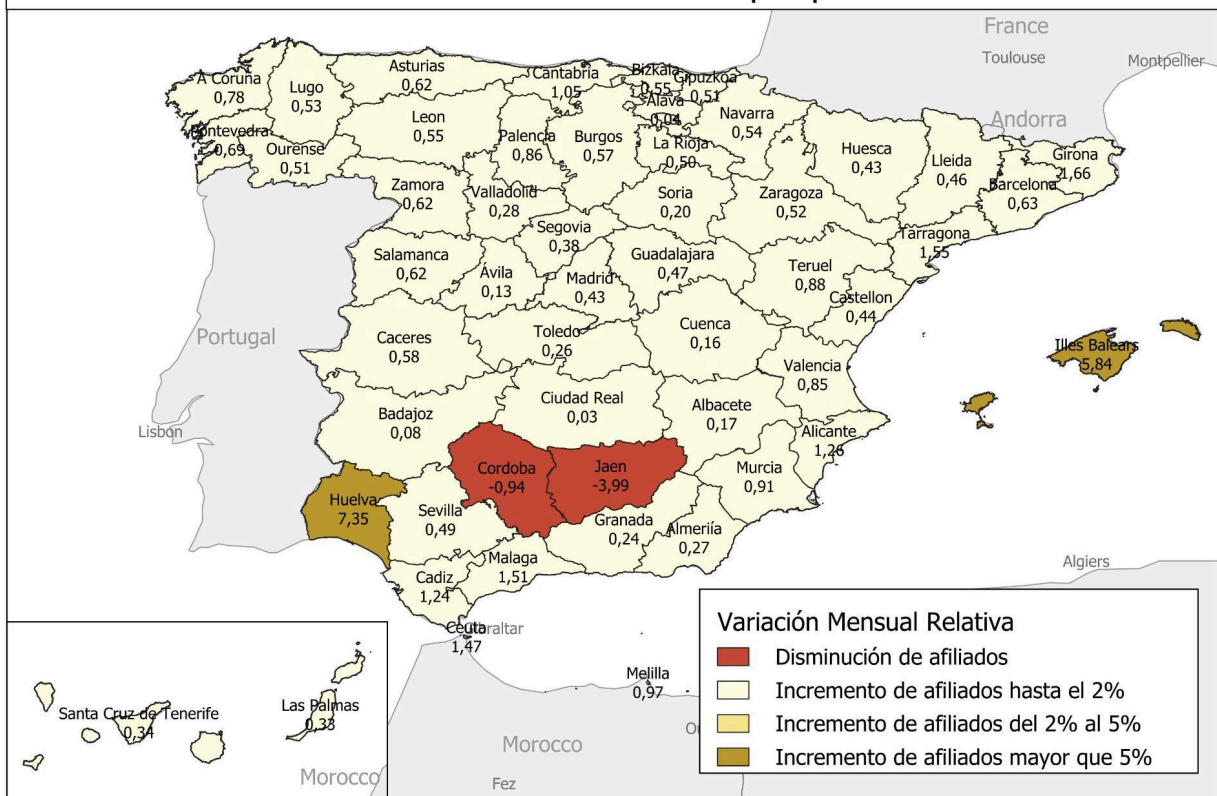 France
Toulouse
Montpellier
Andorra
A Coruña
0,78
Lugo
0,53
Asturias
0,62
Cantabria
1,05
Bizkaia
0,55
Gipuzkoa
0,51
Alava
0,04
Navarra
0,54
Pontevedra
0,69
Ourense
0,51
Leon
0,55
Palencia
0,86
Burgos
0,57
La Rioja
0,50
Huesca
0,43
Lleida
0,46
Girona
1,66
Barcelona
0,63
Zamora
0,62
Valladolid
0,28
Soria
0,20
Zaragoza
0,52
Tarragona
1,55
Segovia
0,38
Salamanca
0,62
Ávila
0,13
Madrid
0,43
Guadalajara
0,47
Teruel
0,88
Castellon
0,44
Portugal
Caceres
0,58
Toledo
0,26
Cuenca
0,16
Valencia
0,85
Illes Balears
5,84
Lisbon
Badajoz
0,08
Ciudad Real
0,03
Albacete
0,17
Alicante
1,26
Cordoba
-0,94
Jaen
-3,99
Murcia
0,91
Huelva
7,35
Sevilla
0,49
Granada
0,24
Almeriía
0,27
Malaga
1,51
Cadiz
1,24
Algiers
Ceuta
1,47
Gibraltar
Melilla
0,97
Morocco
Fez
Santa Cruz de Tenerife
0,34
Las Palmas
0,33
Morocco
Variación Mensual Relativa
Disminución de afiliados
Incremento de afiliados hasta el 2%
Incremento de afiliados del 2% al 5%
Incremento de afiliados mayor que 5%